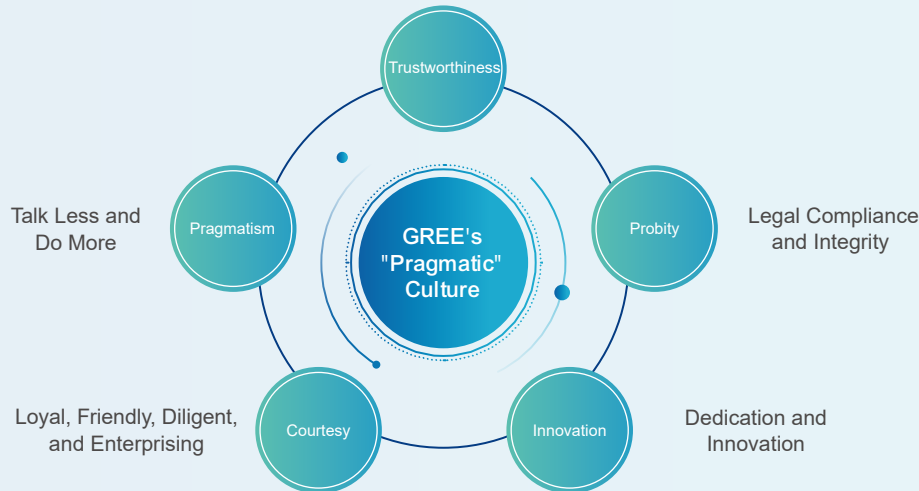 Trustworthiness
Talk Less and
Do More
Pragmatism
GREE's
"Pragmatic"
Culture
Probity
Legal Compliance
and Integrity
Loyal, Friendly, Diligent,
and Enterprising
Courtesy
Innovation
Dedication and
Innovation